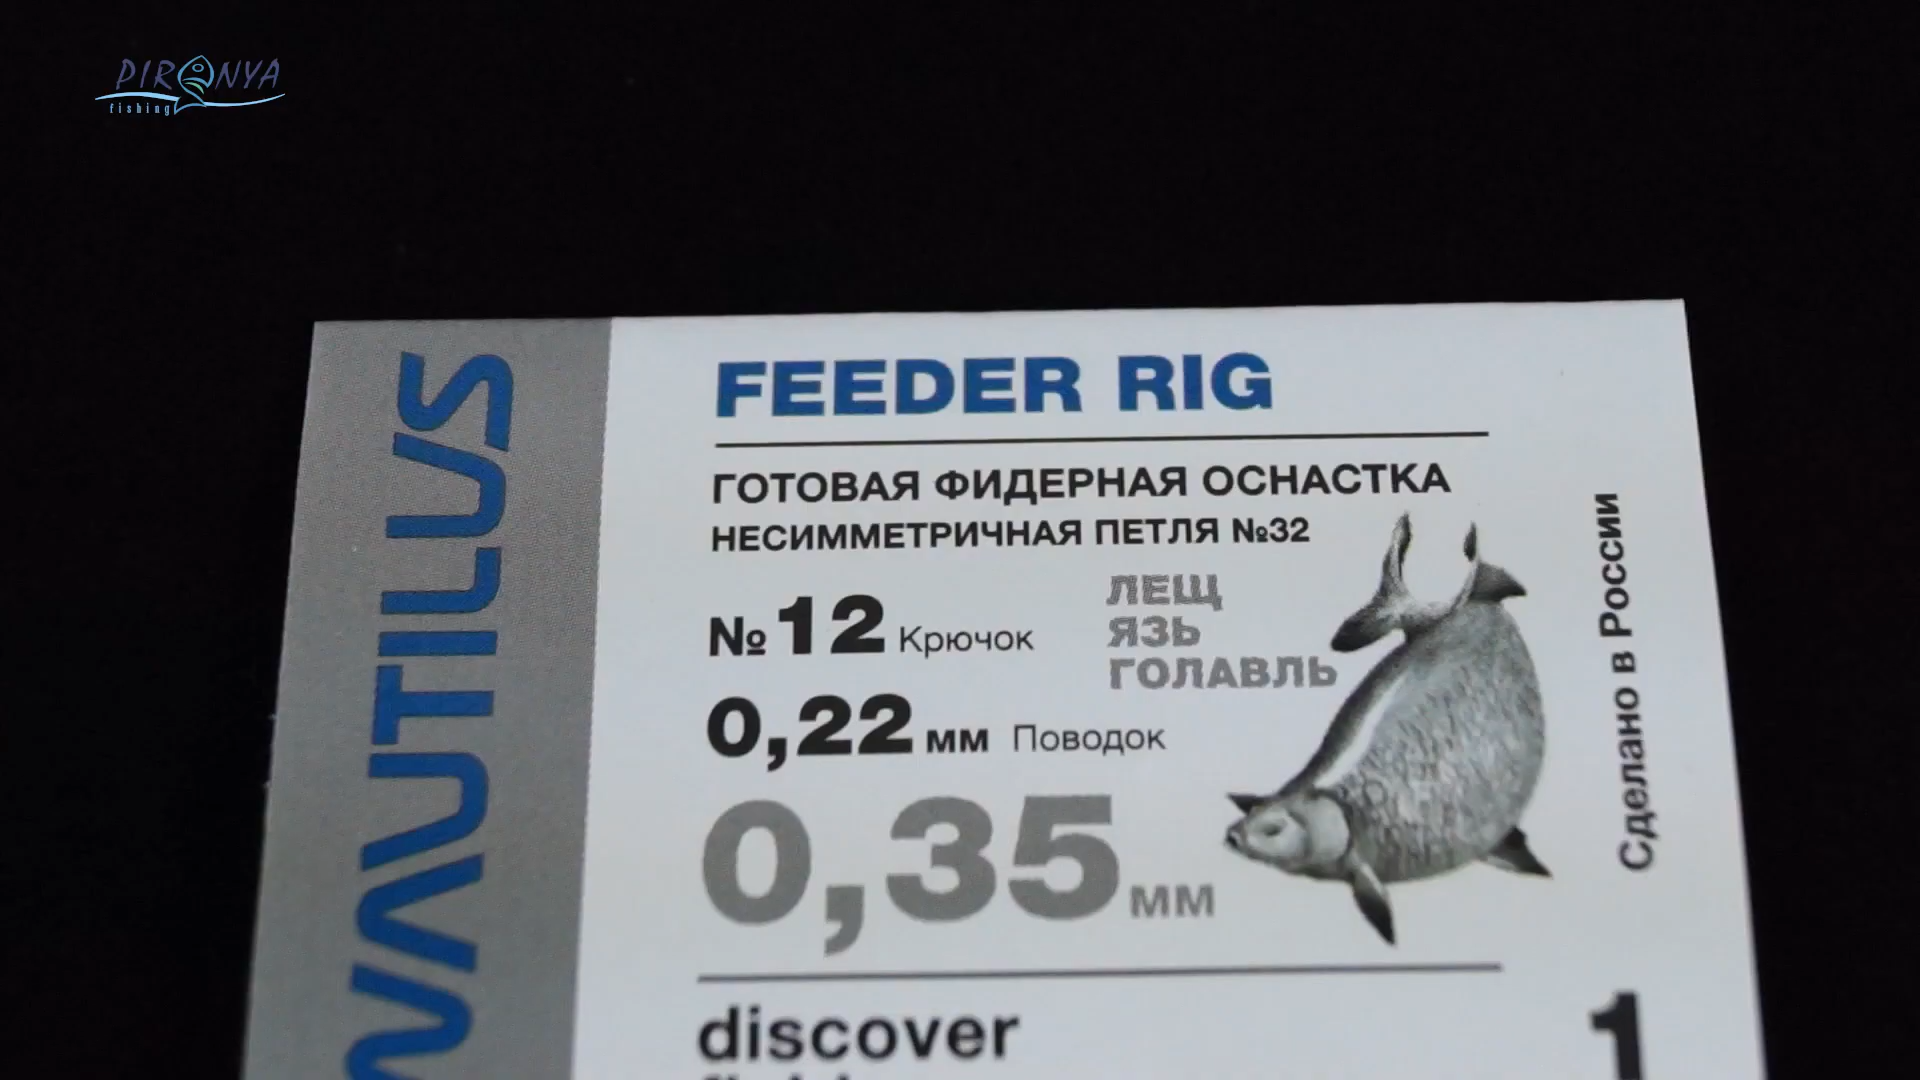 PIRANYA
fishing
NAUTILUS
FEEDER RIG
ГОТОВАЯ ФИДЕРНАЯ ОСНАСТКА
НЕСИММЕТРИЧНАЯ ПЕТЛЯ №32
№12 Крючок
ЛЕЩ
ЯЗЬ
ГОЛАВЛЬ
0,22 мм Поводок
0,35 мм
Сделано в России
discover
1